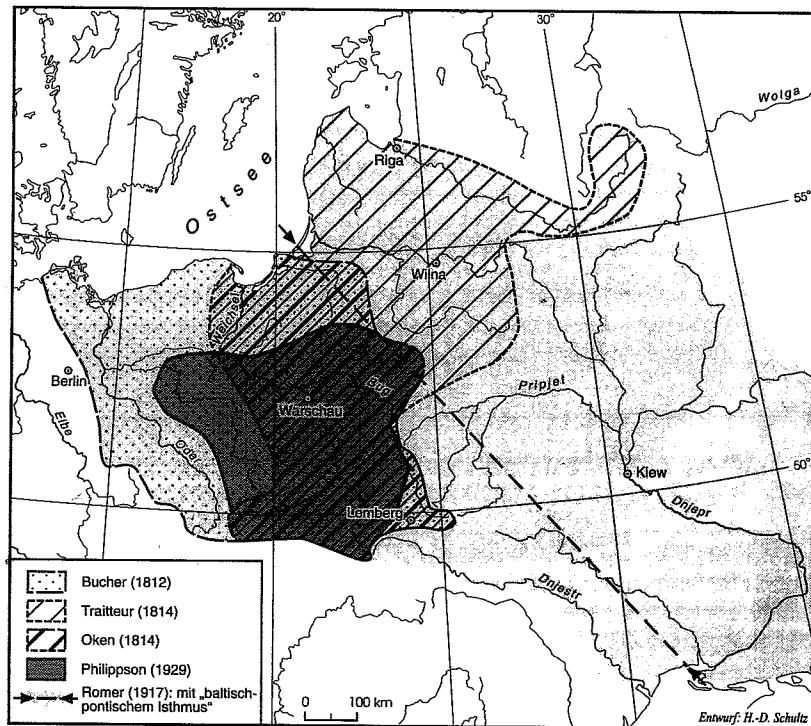 20°
30°
Wolga
Riga
55°
Ostsee
Wilna
Weichsel
Berlin
Bug
Pripjet
Warschau
Elbe
Oder
50°
Kiew
Lemberg
Dnjepr
Dnjestr
Bucher (1812)
Traitteur (1814)
Oken (1814)
Philippson (1929)
Romer (1917): mit „baltisch-
pontischem Isthmus"
0 100 km
Entwurf: H.-D. Schultz